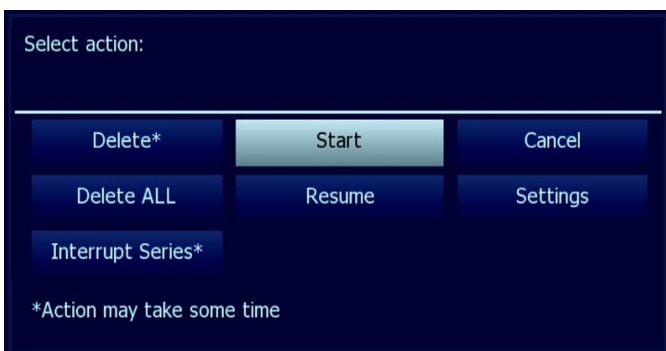 Select action:
Delete* Start Cancel
Delete ALL Resume Settings
Interrupt Series*
*Action may take some time